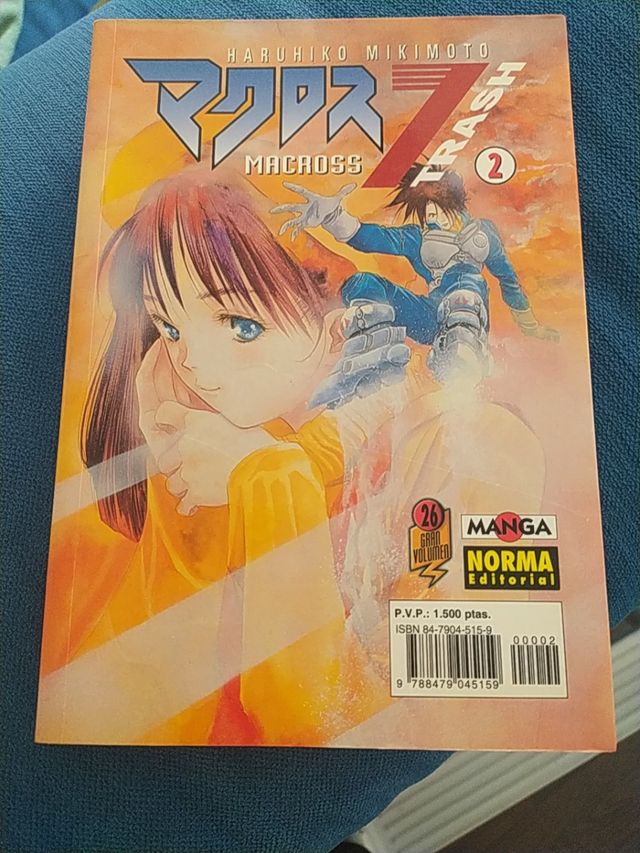 HARUHIKO MIKIMOTO
マクロス 7
MACROSS
TRASH
2
26
GRAN
VOLUMEN
MANGA
NORMA
Editorial
P.V.P.: 1.500 ptas.
ISBN 84-7904-515-9
00002
9 788479 045159